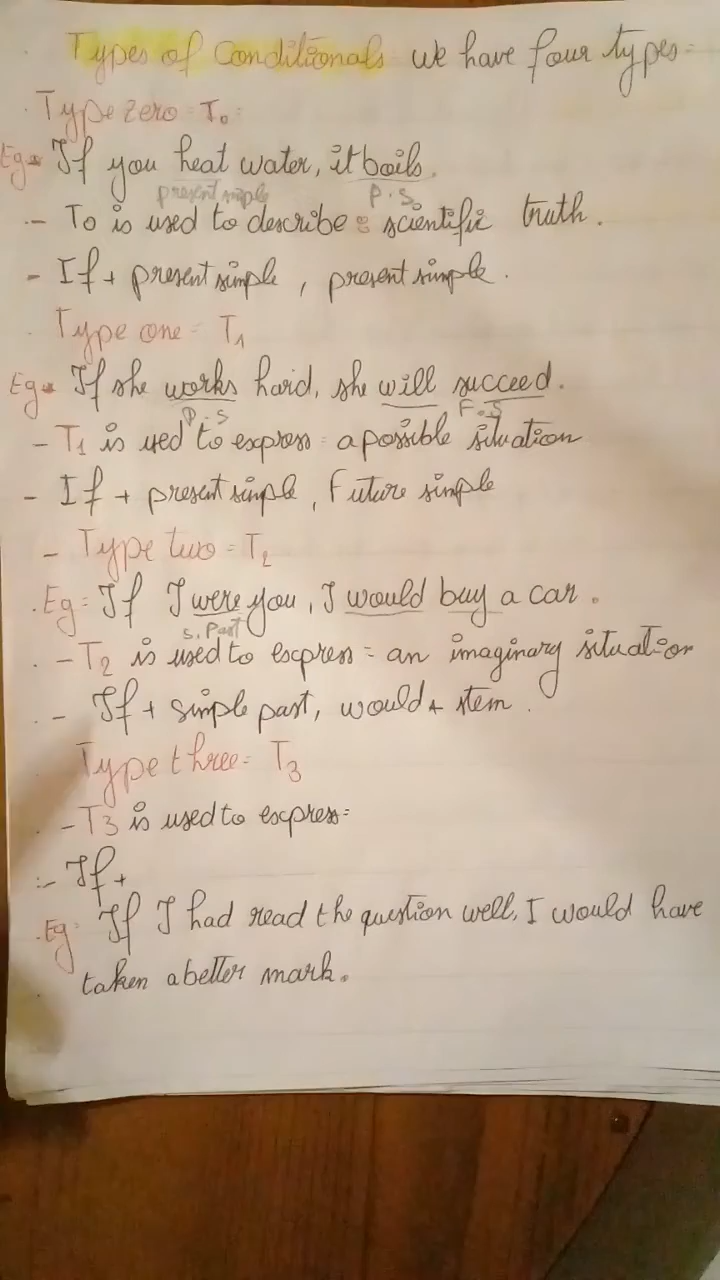 Types of Conditionals we have four types=
. Type zero = T0:
Eg= If you heat water, it boils.
present simple P.S
- T0 is used to describe = scientific truth.
- If + present simple, present simple.
. Type one = T1
Eg= If she works hard, she will succeed.
P.S F.S
- T1 is used to express = a possible situation
- If + present simple, Future simple
- Type two = T2
. Eg= If I were you, I would buy a car.
S. Past
- T2 is used to express = an imaginary situation
- If + simple past, would + stem.
Type three = T3
- T3 is used to express=
- If +
. Eg: If I had read the question well, I would have
taken a better mark.